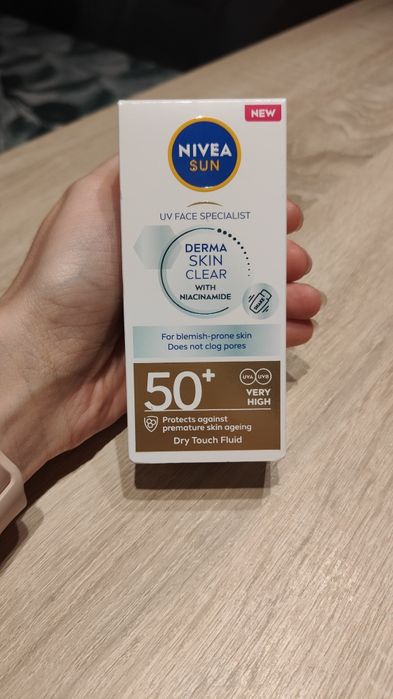 NEW
NIVEA
SUN
UV FACE SPECIALIST
DERMA
SKIN
CLEAR
WITH
NIACINAMIDE
SHAKE
For blemish-prone skin
Does not clog pores
50+
UVA UVB
VERY
HIGH
Protects against
premature skin ageing
Dry Touch Fluid